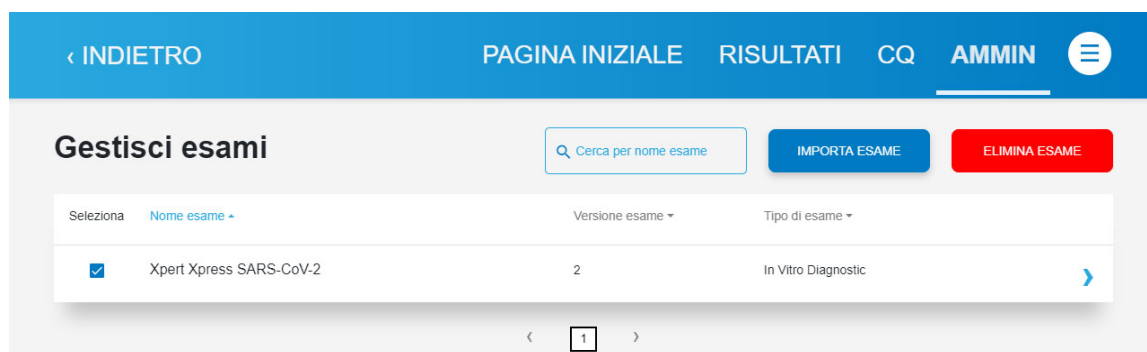 ‹ INDIETRO PAGINA INIZIALE RISULTATI CQ AMMIN
Gestisci esami Cerca per nome esame IMPORTA ESAME ELIMINA ESAME
Seleziona Nome esame Versione esame Tipo di esame
Xpert Xpress SARS-CoV-2 2 In Vitro Diagnostic
1